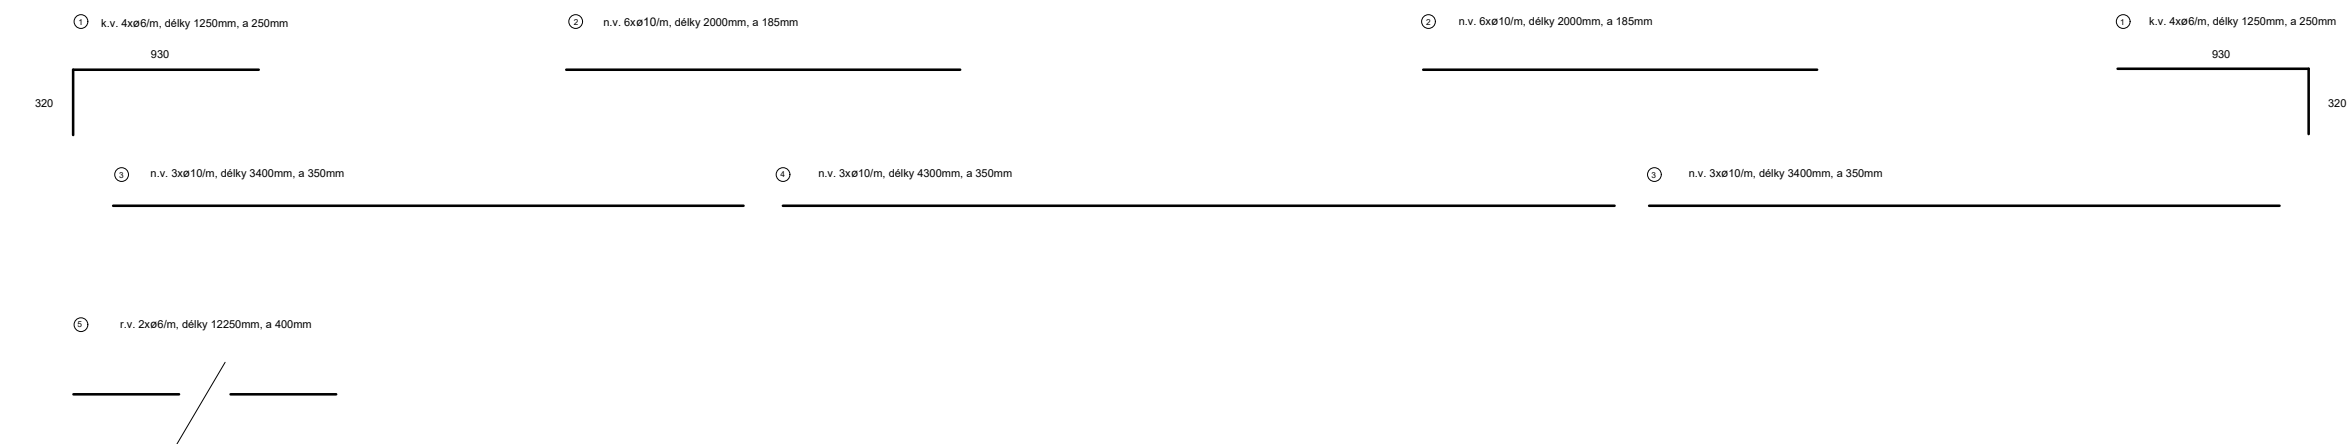 1 k.v. 4xø6/m, délky 1250mm, a 250mm
2 n.v. 6xø10/m, délky 2000mm, a 185mm
2 n.v. 6xø10/m, délky 2000mm, a 185mm
1 k.v. 4xø6/m, délky 1250mm, a 250mm
930
930
320
320
3 n.v. 3xø10/m, délky 3400mm, a 350mm
4 n.v. 3xø10/m, délky 4300mm, a 350mm
3 n.v. 3xø10/m, délky 3400mm, a 350mm
5 r.v. 2xø6/m, délky 12250mm, a 400mm